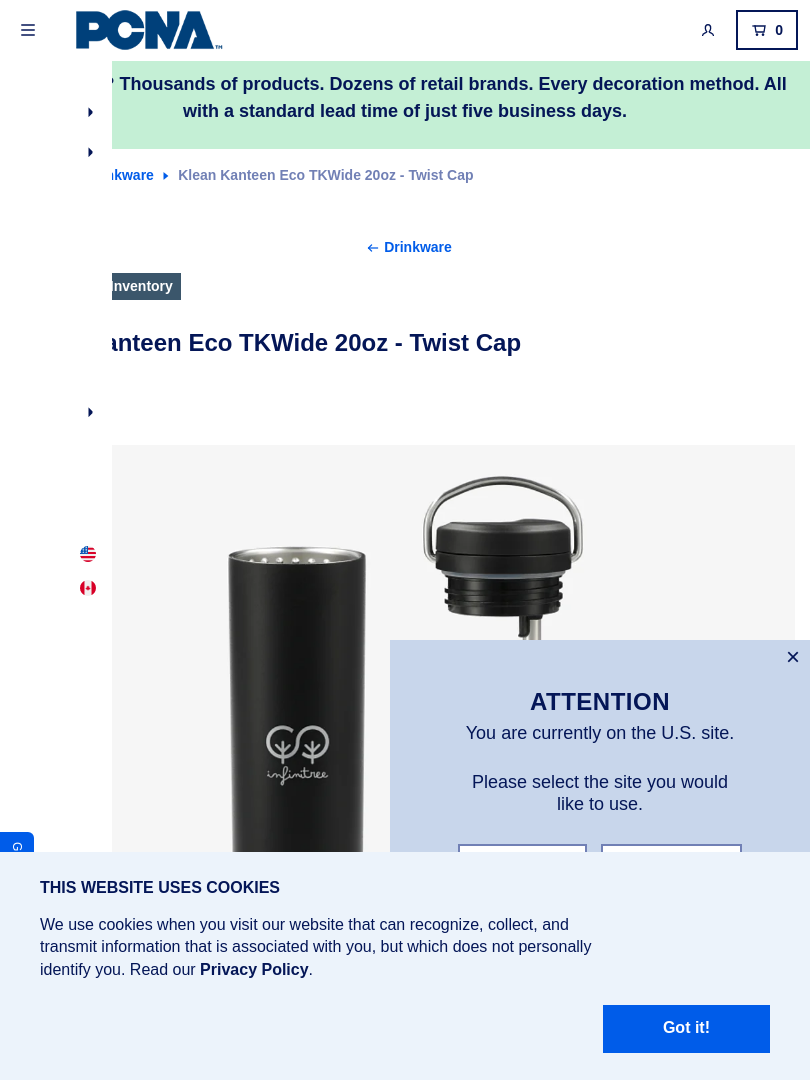 PCNA™
0
? Thousands of products. Dozens of retail brands. Every decoration method. All
with a standard lead time of just five business days.
nkware Klean Kanteen Eco TKWide 20oz - Twist Cap
← Drinkware
Inventory
anteen Eco TKWide 20oz - Twist Cap
infinitree
×
ATTENTION
You are currently on the U.S. site.
Please select the site you would
like to use.
G
THIS WEBSITE USES COOKIES
We use cookies when you visit our website that can recognize, collect, and
transmit information that is associated with you, but which does not personally
identify you. Read our Privacy Policy.
Got it!